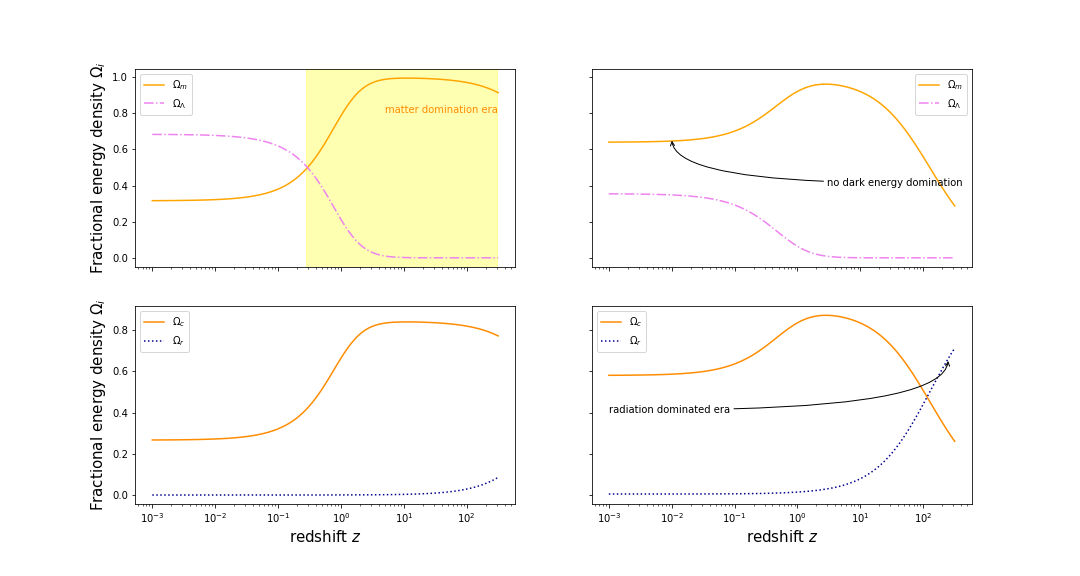 Fractional energy density Ωᵢ
1.0
0.8
0.6
0.4
0.2
0.0
Ωₘ
Ω_Λ
matter domination era
Ωₘ
Ω_Λ
no dark energy domination
Fractional energy density Ωᵢ
0.8
0.6
0.4
0.2
0.0
Ω_c
Ωᵣ
10⁻³ 10⁻² 10⁻¹ 10⁰ 10¹ 10²
redshift z
Ω_c
Ωᵣ
radiation dominated era
10⁻³ 10⁻² 10⁻¹ 10⁰ 10¹ 10²
redshift z